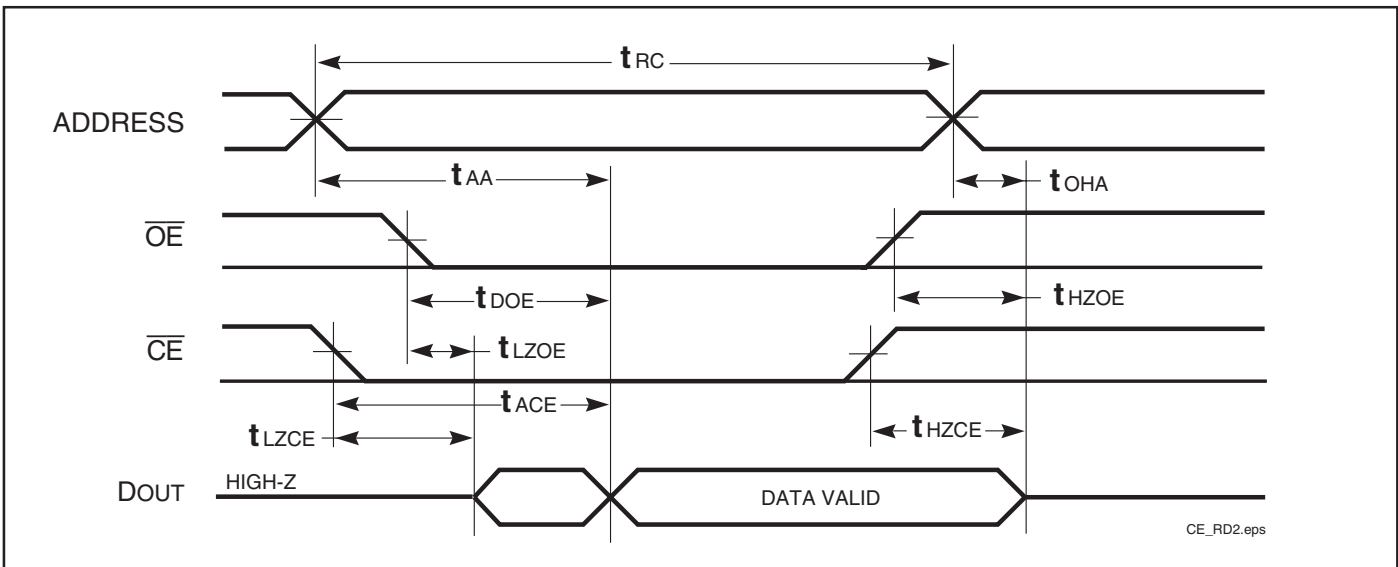 tRC
ADDRESS
tAA
tOHA
OE
tDOE
tHZOE
CE
tLZOE
tACE
tLZCE
tHZCE
DOUT
HIGH-Z
DATA VALID
CE_RD2.eps